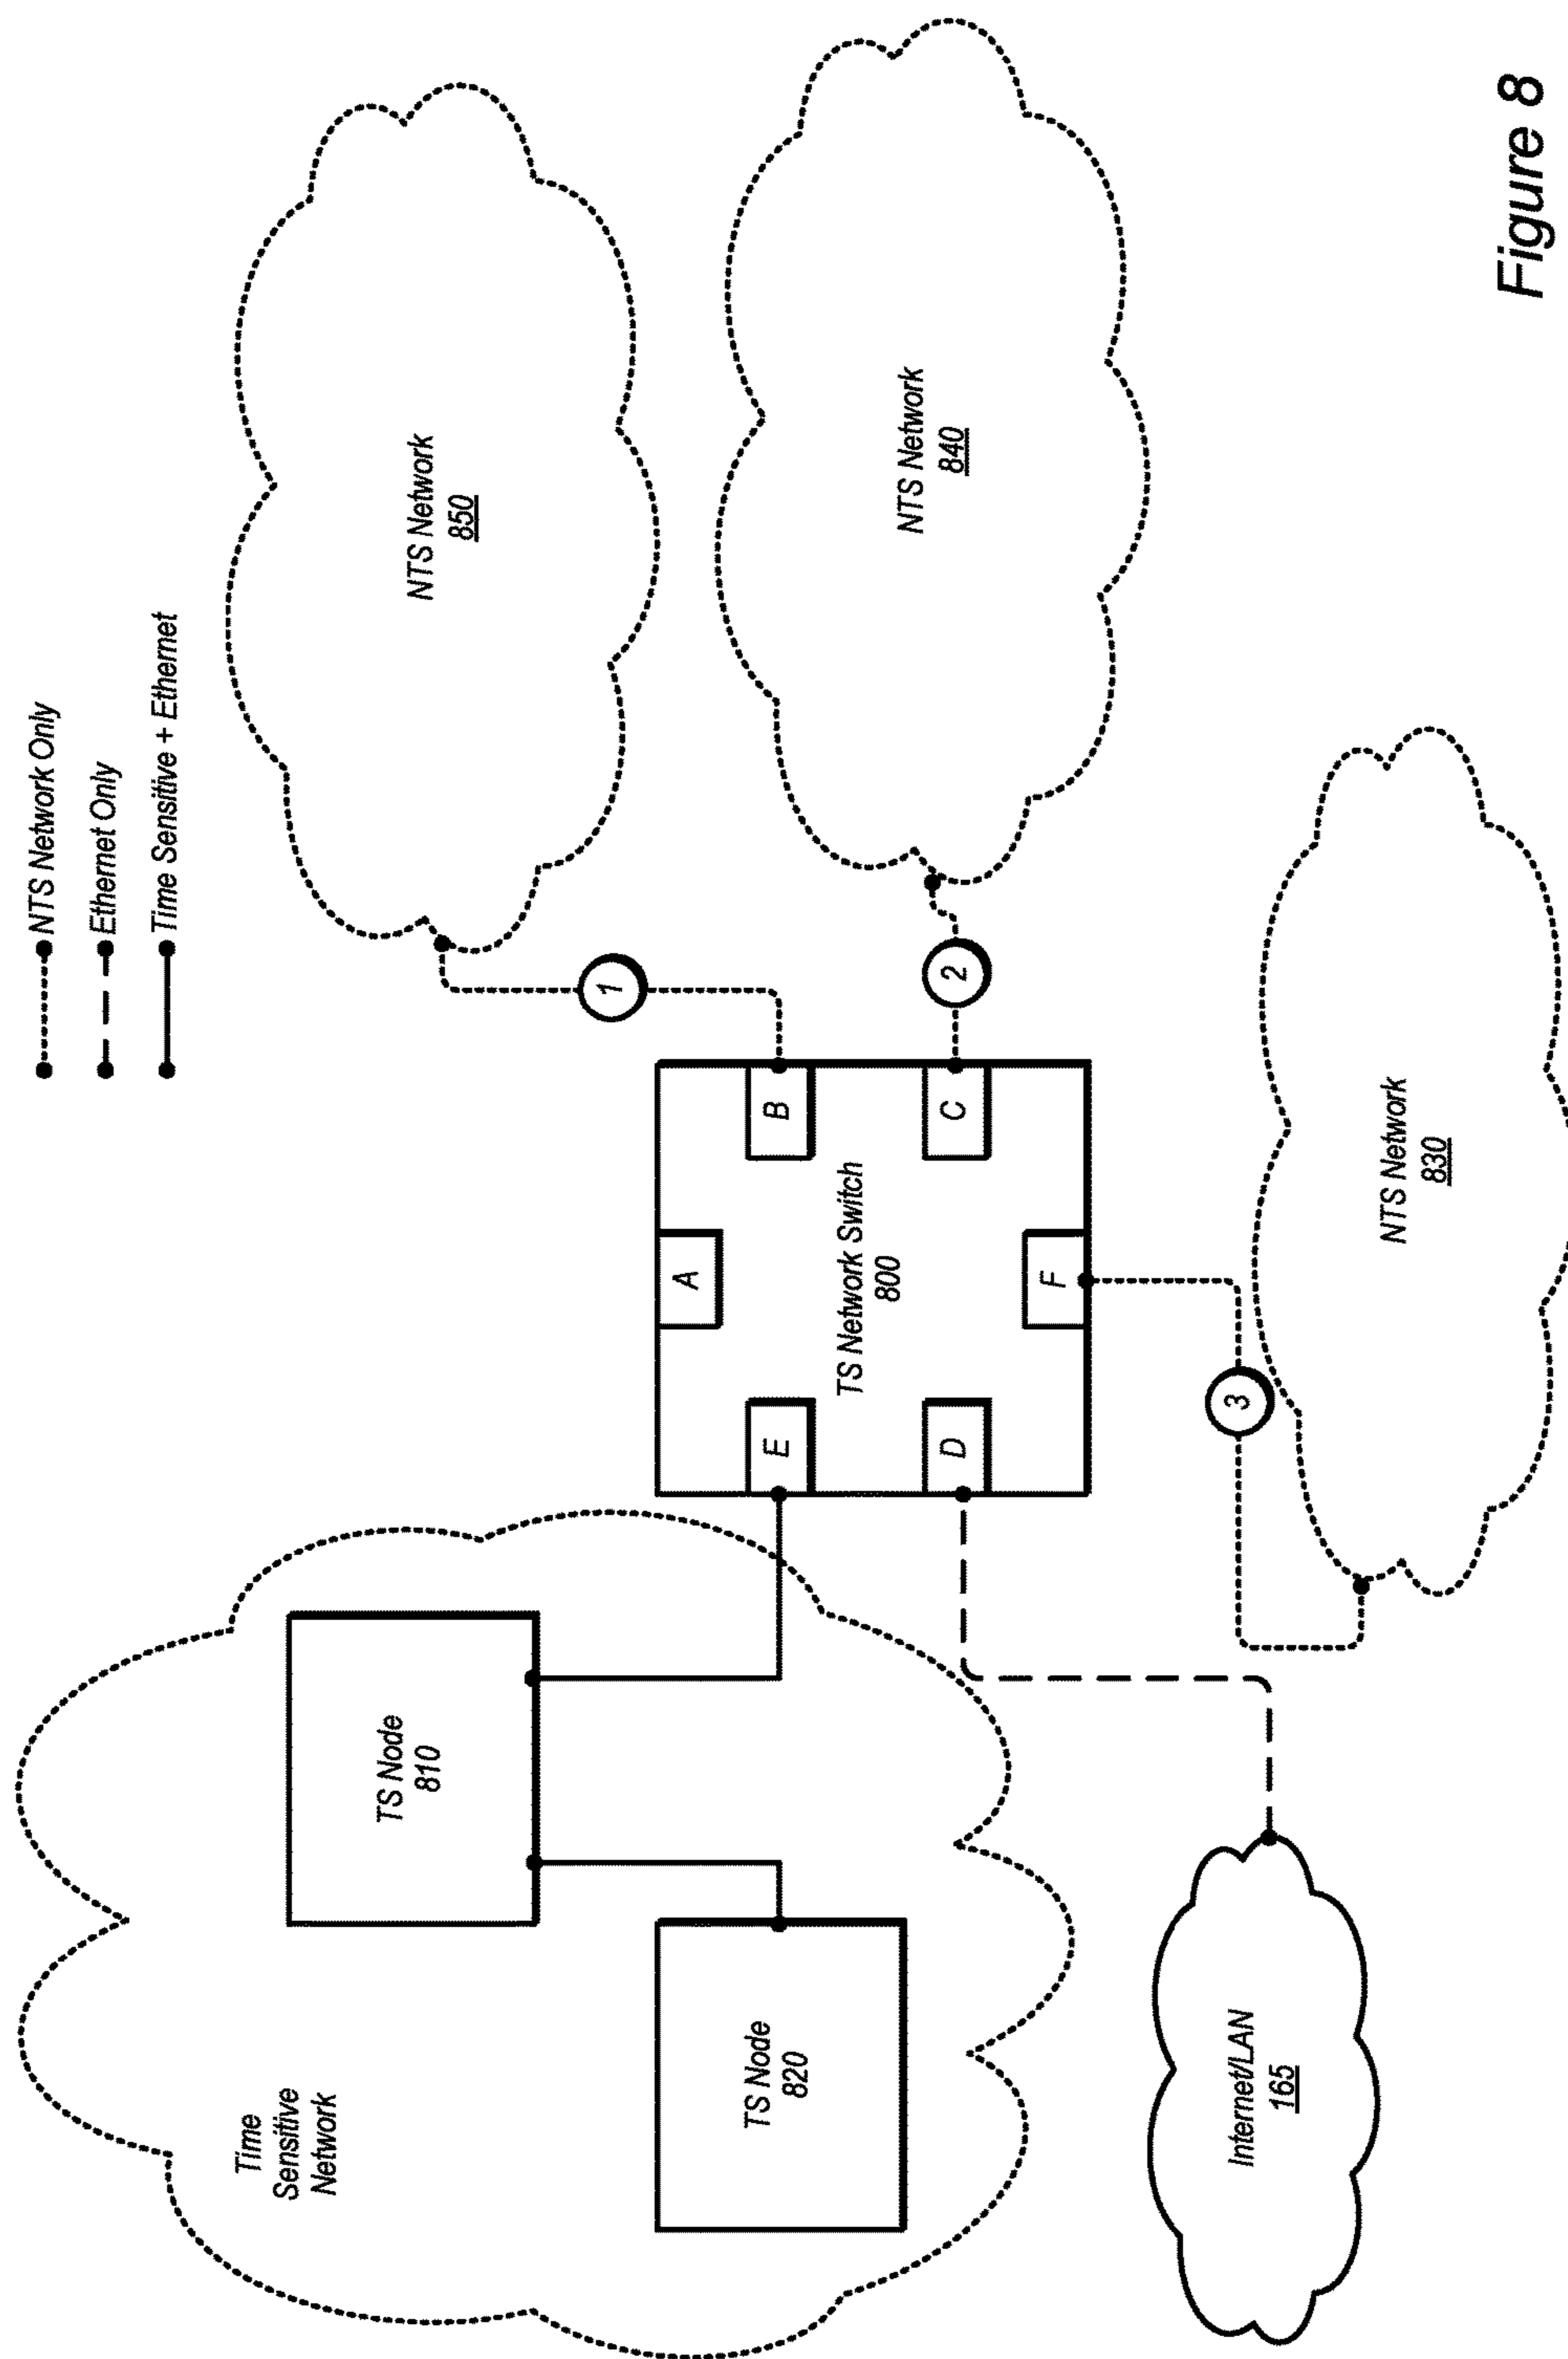 NTS Network Only
Ethernet Only
Time Sensitive + Ethernet
Time
Sensitive
Network
TS Node
810
TS Node
820
E
A
B
D
F
C
TS Network Switch
800
1
2
3
NTS Network
850
NTS Network
840
NTS Network
830
Internet/LAN
165
Figure 8